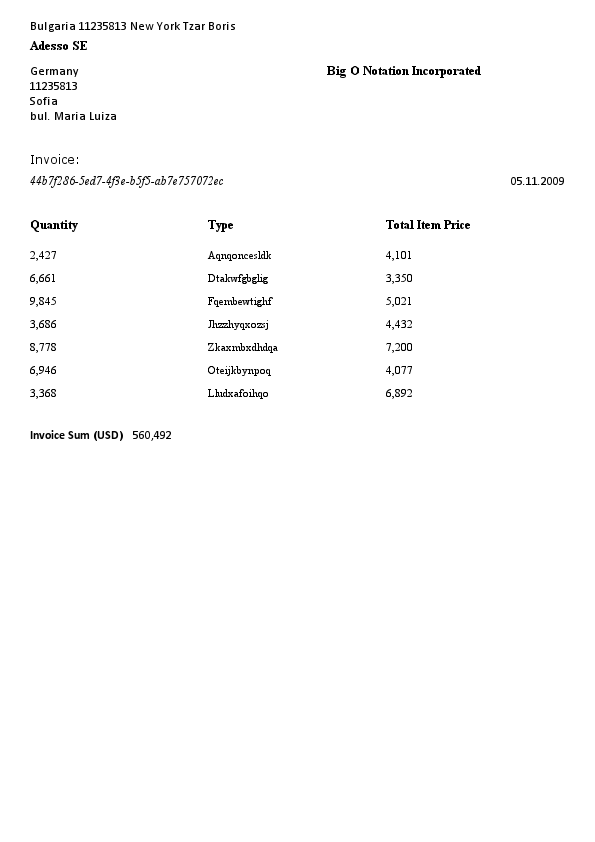 Bulgaria 11235813 New York Tzar Boris
Adesso SE
Germany
Big O Notation Incorporated
11235813
Sofia
bul. Maria Luiza
Invoice:
44b7f286-5ed7-4f3e-b5f5-ab7e757072ec 05.11.2009
Quantity Type Total Item Price
2,427 Aqnqoncesldk 4,101
6,661 Dtakwfgbglig 3,350
9,845 Fqembewtighf 5,021
3,686 Jhzzhyqxozsj 4,432
8,778 Zkaxmbxdhdqa 7,200
6,946 Oteijkbynpoq 4,077
3,368 6,892
Invoice Sum (USD) 560,492